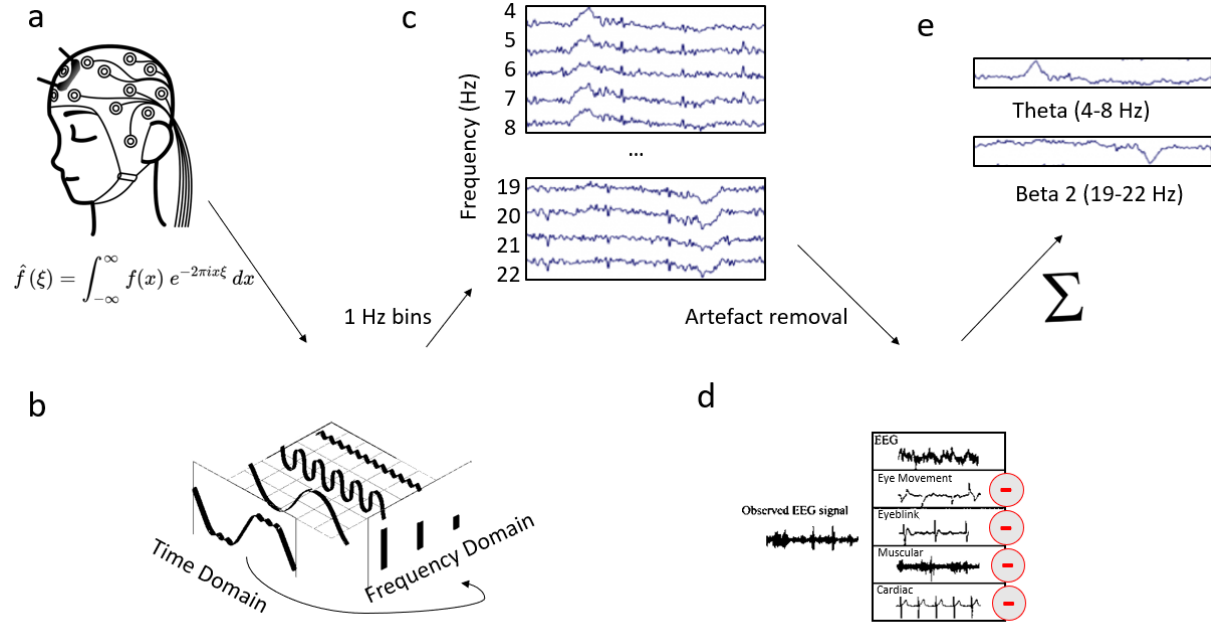 a
f̂ (ξ) = ∫_{-∞}^{∞} f(x) e^{-2πixξ} dx
b
Time Domain
Frequency Domain
1 Hz bins
c
Frequency (Hz)
4
5
6
7
8
...
19
20
21
22
Artefact removal
d
Observed EEG signal
EEG
Eye Movement
Eyeblink
Muscular
Cardiac
Σ
e
Theta (4-8 Hz)
Beta 2 (19-22 Hz)